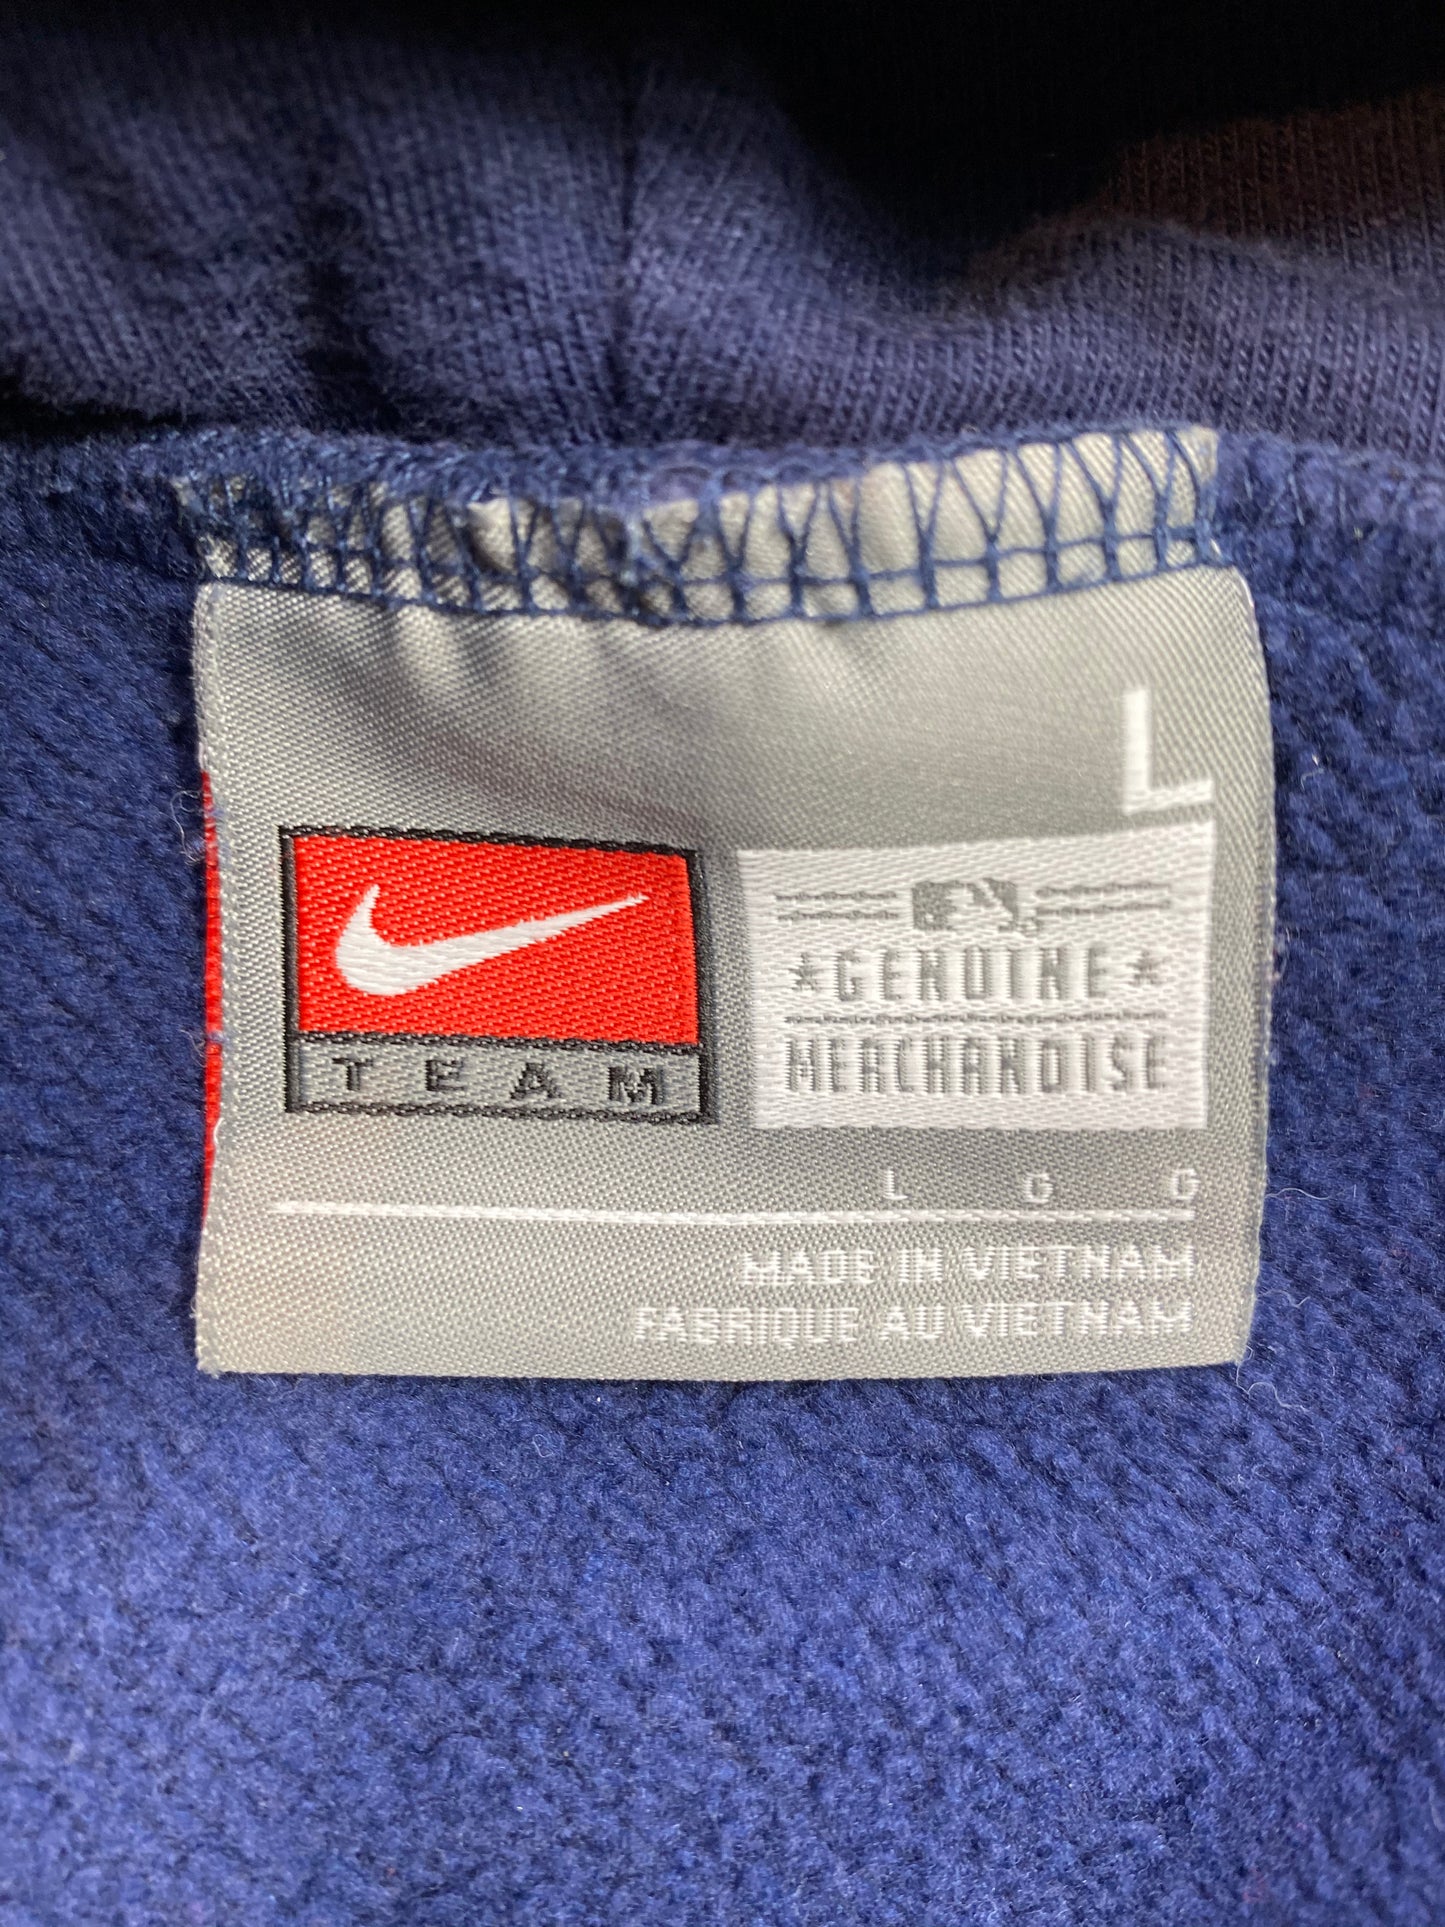 L
TEAM
GENUINE
MERCHANDISE
L G G
MADE IN VIETNAM
FABRIQUE AU VIETNAM